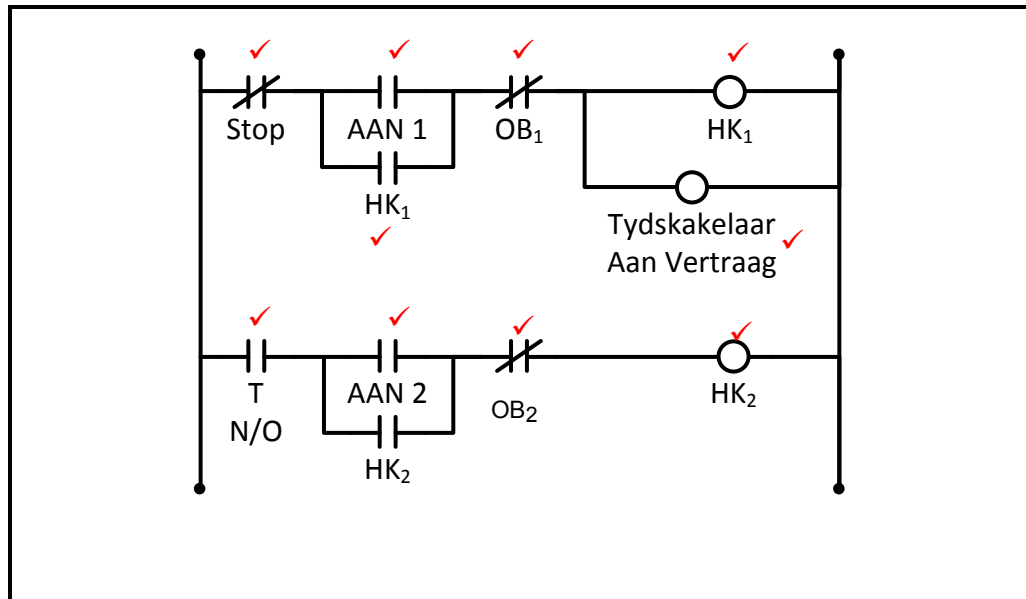 Stop
AAN 1
OB₁
HK₁
HK₁
Tydskakelaar
Aan Vertraag
T
N/O
AAN 2
OB₂
HK₂
HK₂